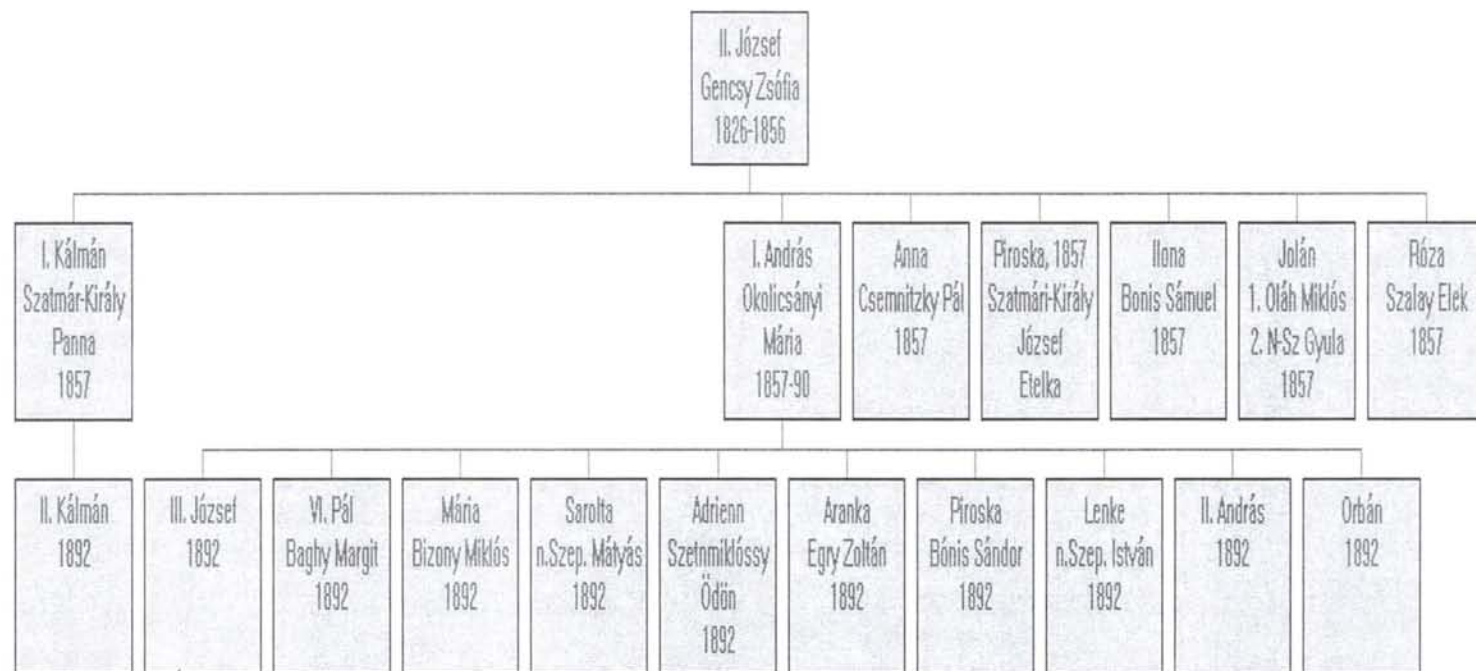 II. József
Gencsy Zsófia
1826-1856
I. Kálmán
Szatmár-Király
Panna
1857
I. András
Okolicsányi
Mária
1857-90
Anna
Csemnitzky Pál
1857
Piroska, 1857
Szatmári-Király
József
Etelka
Ilona
Bonis Sámuel
1857
Jolán
1. Oláh Miklós
2. N-Sz Gyula
1857
Róza
Szalay Elek
1857
II. Kálmán
1892
III. József
1892
VI. Pál
Baghy Margit
1892
Mária
Bizony Miklós
1892
Sarolta
n.Szep. Mátyás
1892
Adrienn
Szetnmiklóssy
Ödön
1892
Aranka
Egry Zoltán
1892
Piroska
Bónis Sándor
1892
Lenke
n.Szep. István
1892
II. András
1892
Orbán
1892